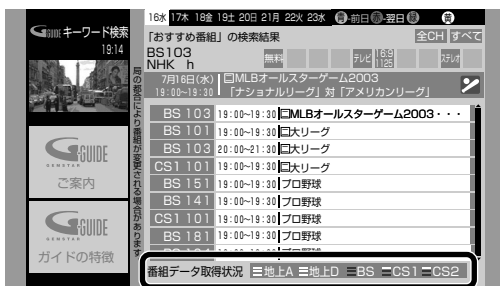 GGUIDE キーワード検索
19:14
16水 17木 18金 19土 20日 21月 22火 23水 青-前日 赤-翌日 緑 黄
「おすすめ番組」の検索結果
全CH すべて
BS103
NHK h
無料
テレビ 16:9 1125
ステレオ
7月16日(水)
19:00~19:30
MLBオールスターゲーム2003
「ナショナルリーグ」対「アメリカンリーグ」
局の都合により番組が変更される場合があります
BS 103 19:00~19:30 MLBオールスターゲーム2003・・・
BS 101 19:00~19:30 大リーグ
BS 103 20:00~21:30 大リーグ
CS1 101 19:00~19:30 大リーグ
BS 151 19:00~19:30 プロ野球
BS 141 19:00~19:30 プロ野球
CS1 101 19:00~19:30 プロ野球
BS 181 19:00~19:30 プロ野球
GGUIDE
GEMSTAR
ご案内
GGUIDE
GEMSTAR
ガイドの特徴
番組データ取得状況 地上A 地上D BS CS1 CS2